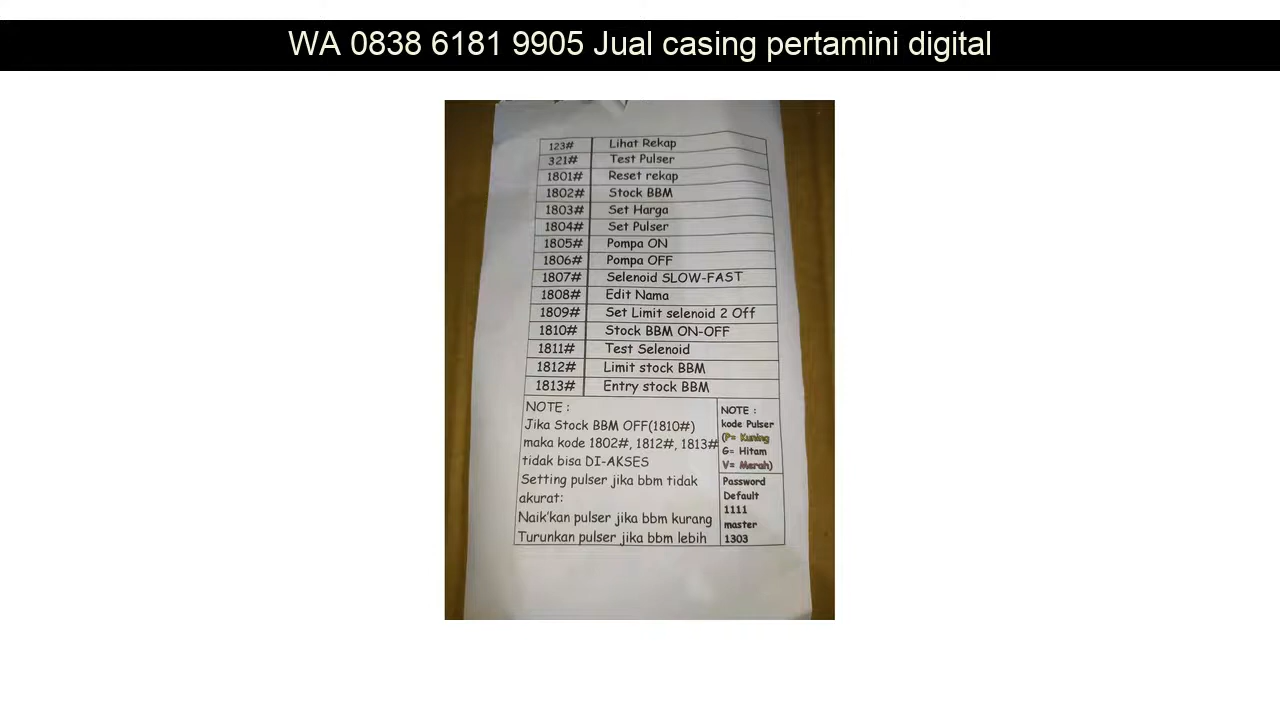 WA 0838 6181 9905 Jual casing pertamini digital
123# Lihat Rekap
321# Test Pulser
1801# Reset rekap
1802# Stock BBM
1803# Set Harga
1804# Set Pulser
1805# Pompa ON
1806# Pompa OFF
1807# Selenoid SLOW-FAST
1808# Edit Nama
1809# Set Limit selenoid 2 Off
1810# Stock BBM ON-OFF
1811# Test Selenoid
1812# Limit stock BBM
1813# Entry stock BBM
NOTE :
Jika Stock BBM OFF(1810#)
maka kode 1802#, 1812#, 1813#
tidak bisa DI-AKSES
Setting pulser jika bbm tidak
akurat:
Naik'kan pulser jika bbm kurang
Turunkan pulser jika bbm lebih
NOTE :
kode Pulser
(P= Kuning
G= Hitam
V= Merah)
Password
Default
1111
master
1303